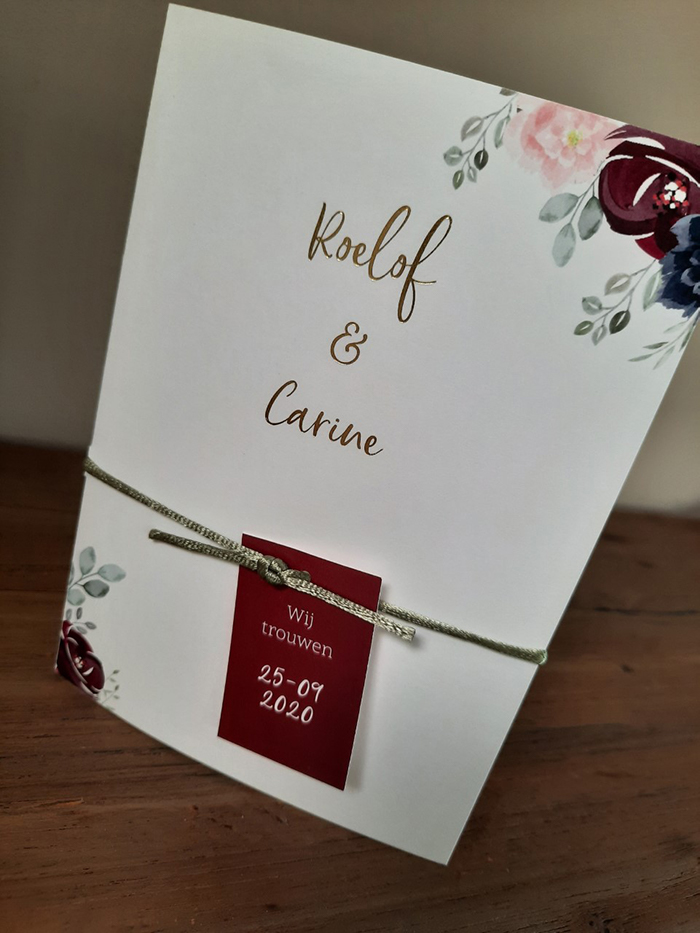 Roelof
&
Carine
Wij
trouwen
25-09
2020